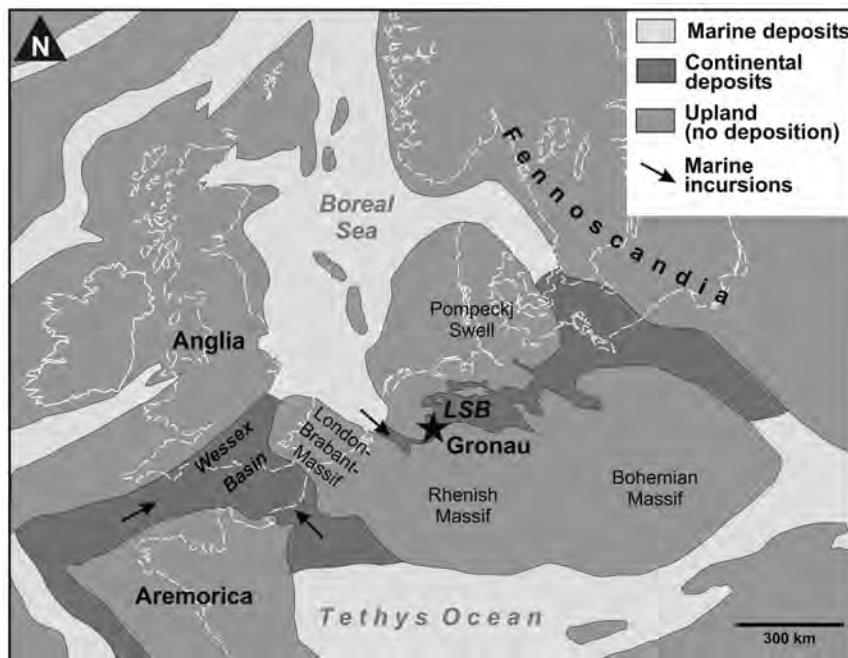 N
Marine deposits
Continental
deposits
Upland
(no deposition)
Marine
incursions
Fennoscandia
Boreal
Sea
Pompeckj
Swell
Anglia
LSB
Gronau
London-
Brabant-
Massif
Wessex
Basin
Rhenish
Massif
Bohemian
Massif
Aremorica
Tethys Ocean
300 km